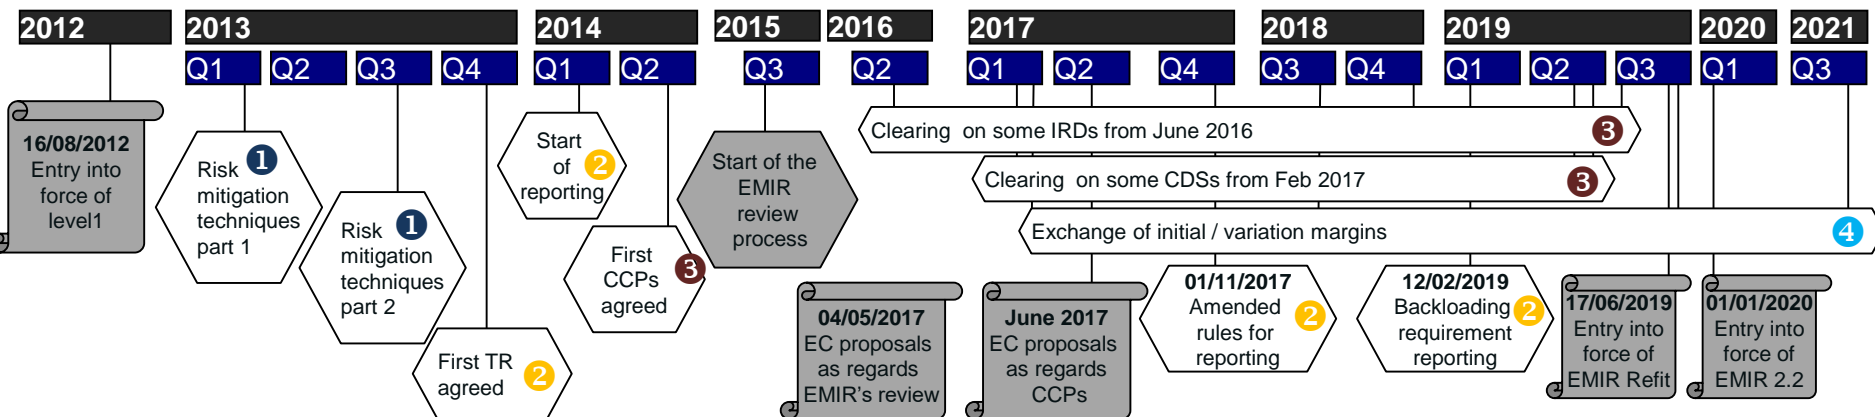 2012 2013 2014 2015 2016 2017 2018 2019 2020 2021
Q1 Q2 Q3 Q4 Q1 Q2 Q3 Q2 Q1 Q2 Q4 Q3 Q4 Q1 Q2 Q3 Q1 Q3
16/08/2012
Entry into
force of
level1
Risk 1
mitigation
techniques
part 1
Risk 1
mitigation
techniques
part 2
First TR
agreed 2
Start
of 2
reporting
First
CCPs 3
agreed
Start of the
EMIR
review
process
Clearing on some IRDs from June 2016 3
Clearing on some CDSs from Feb 2017 3
Exchange of initial / variation margins 4
04/05/2017
EC proposals
as regards
EMIR's review
June 2017
EC proposals
as regards
CCPs
01/11/2017
Amended
rules for 2
reporting
12/02/2019
Backloading 2
requirement
reporting
17/06/2019
Entry into
force of
EMIR Refit
01/01/2020
Entry into
force of
EMIR 2.2